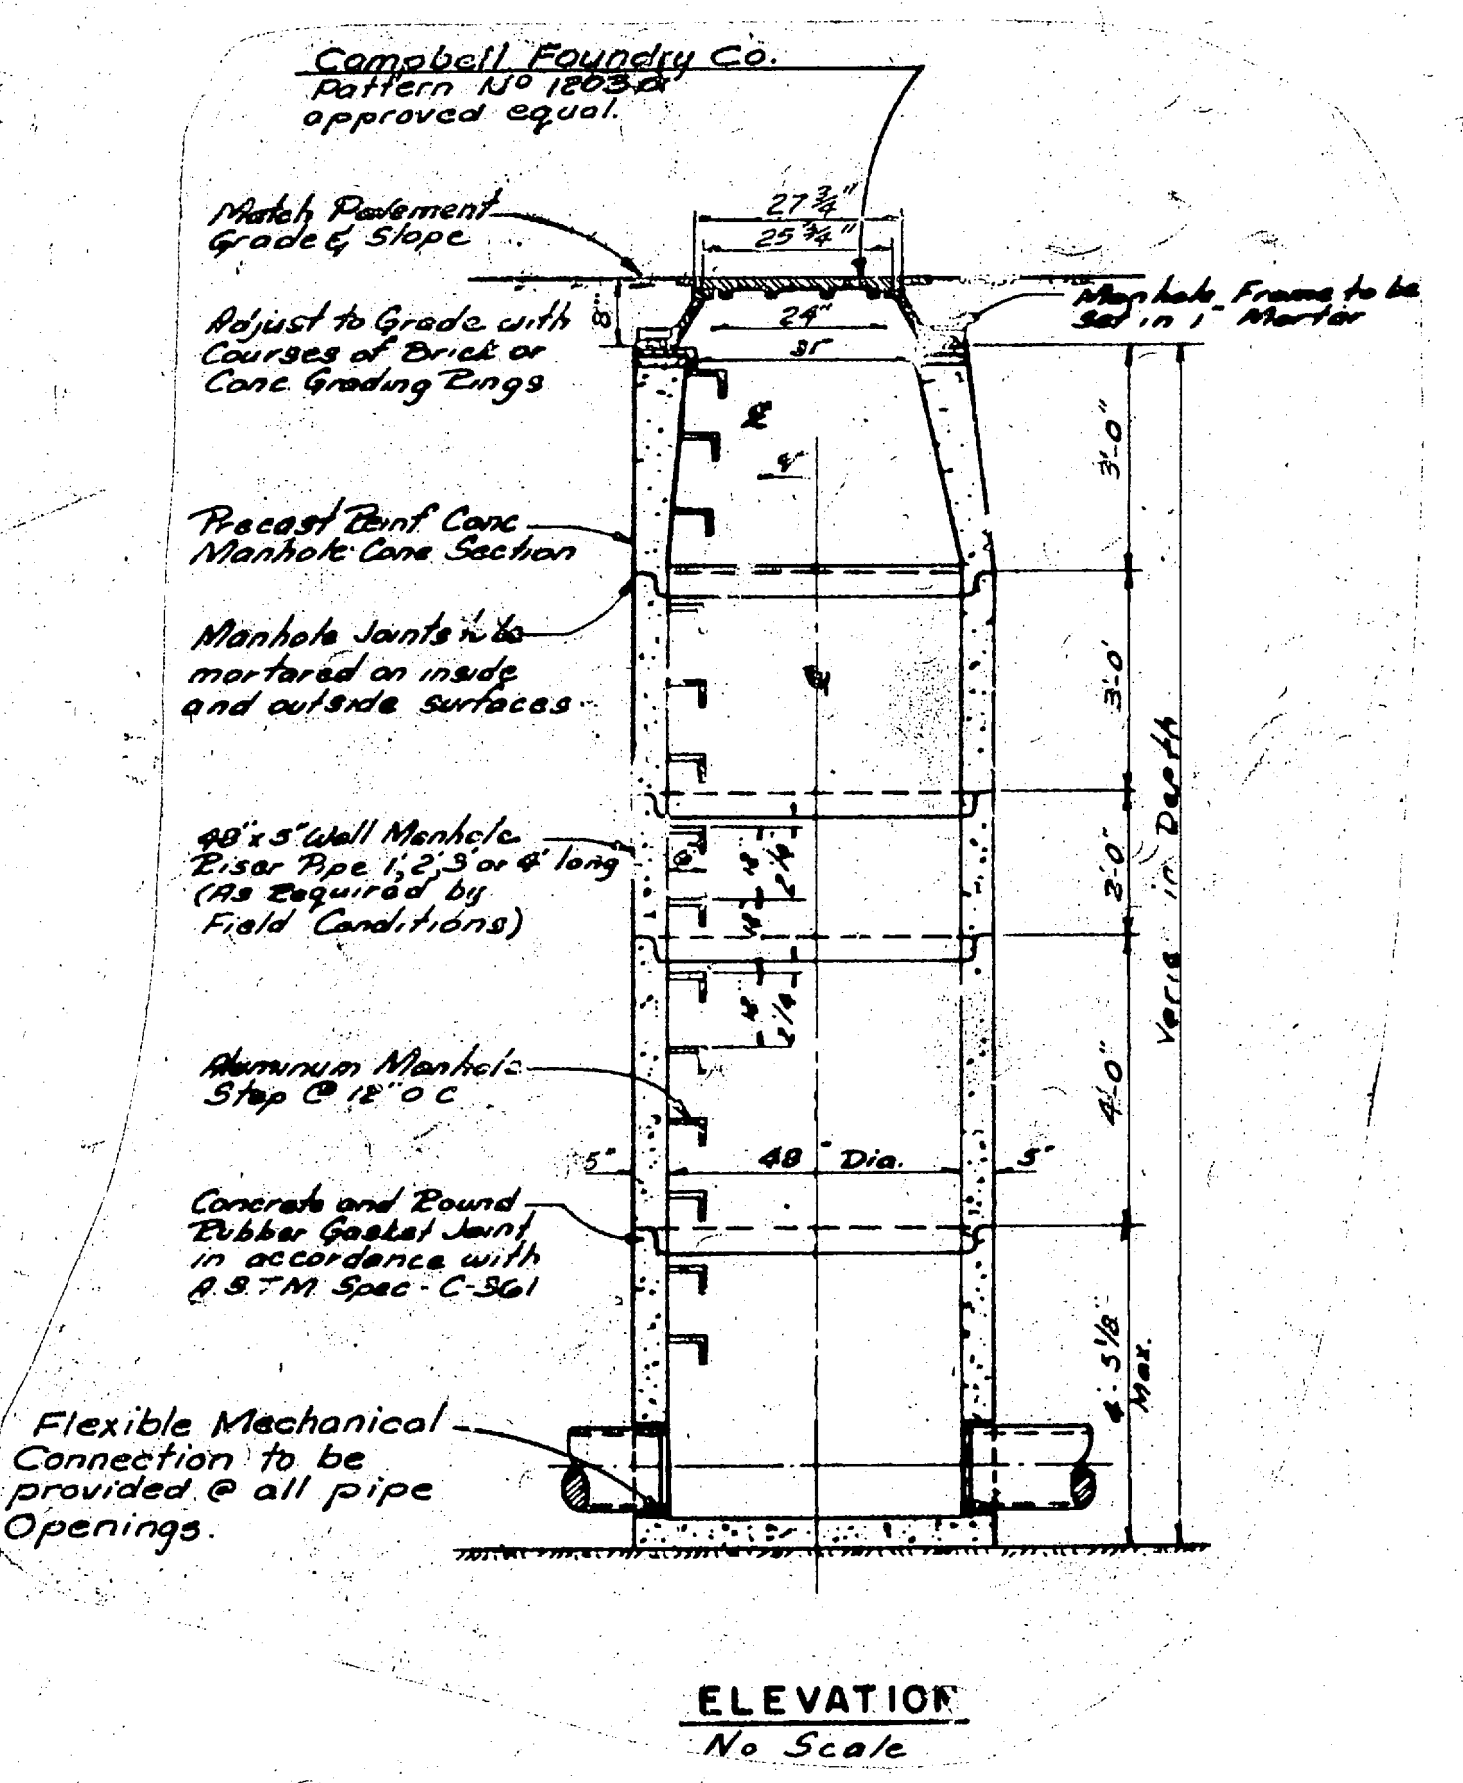 Campbell Foundry Co.
Pattern No 1203 or
approved equal.
27 3/4"
25 3/4"
Match Pavement
Grade & Slope
8"
24"
Manhole Frame to be
Set in 1" Mortar
Adjust to Grade with
Courses of Brick or
Conc Grading Rings
3'-0"
Precast Reinf Conc
Manhole Cone Section
Manhole Joints to be
mortared on inside
and outside surfaces
3'-0"
Varies in Depth
48" x 5" Wall Manhole
Riser Pipe 1', 2', 3' or 4' long
(As Required by
Field Conditions)
2'-0"
Aluminum Manhole
Step @ 12" O C
4'-0"
5"
48" Dia.
5"
Concrete and Round
Rubber Gasket Joint
in accordance with
A.S.T.M. Spec - C-361
4'-5 1/8"
Max.
Flexible Mechanical
Connection to be
provided @ all pipe
Openings.
ELEVATION
No Scale